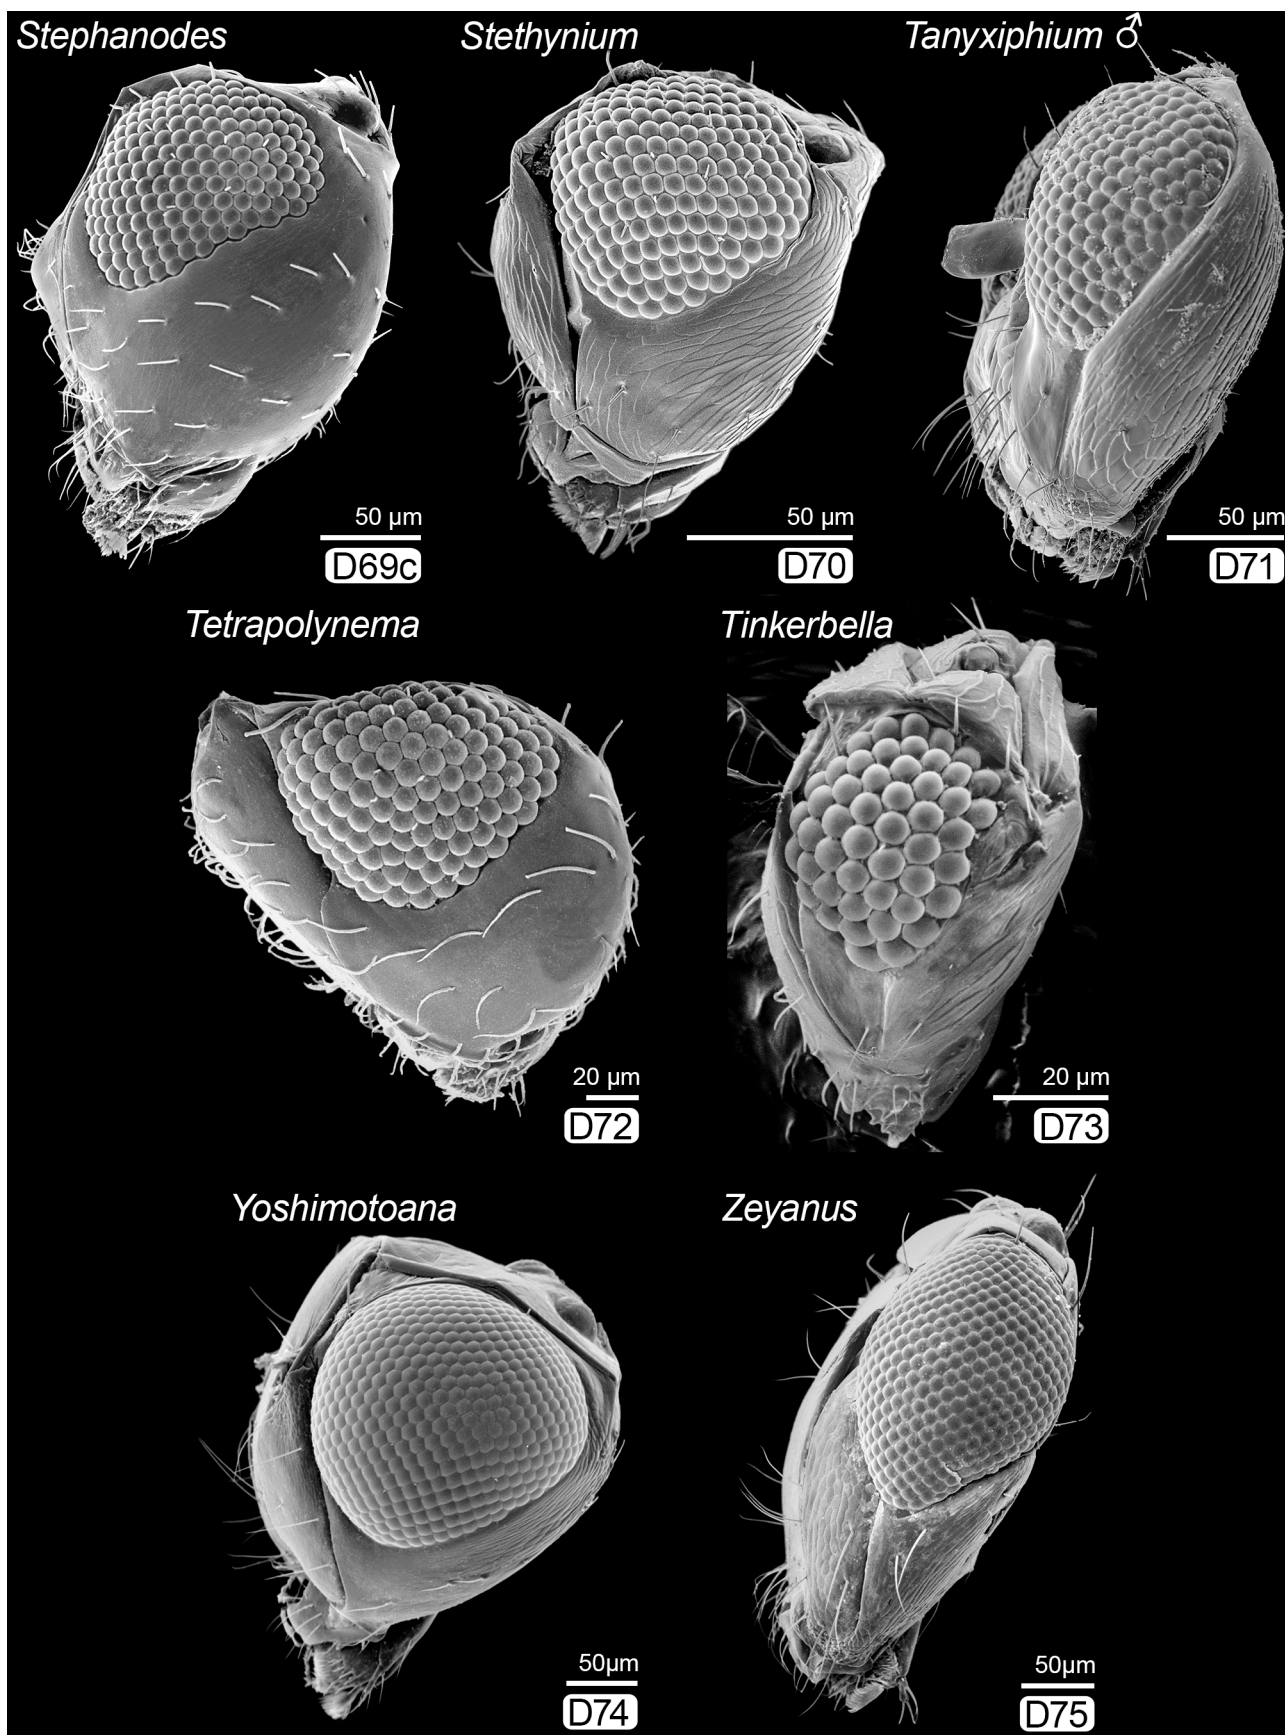 Stephanodes
Stethynium
Tanyxiphium ♂
50 µm
D69c
50 µm
D70
50 µm
D71
Tetrapolynema
Tinkerbella
20 µm
D72
20 µm
D73
Yoshimotoana
Zeyanus
50µm
D74
50µm
D75